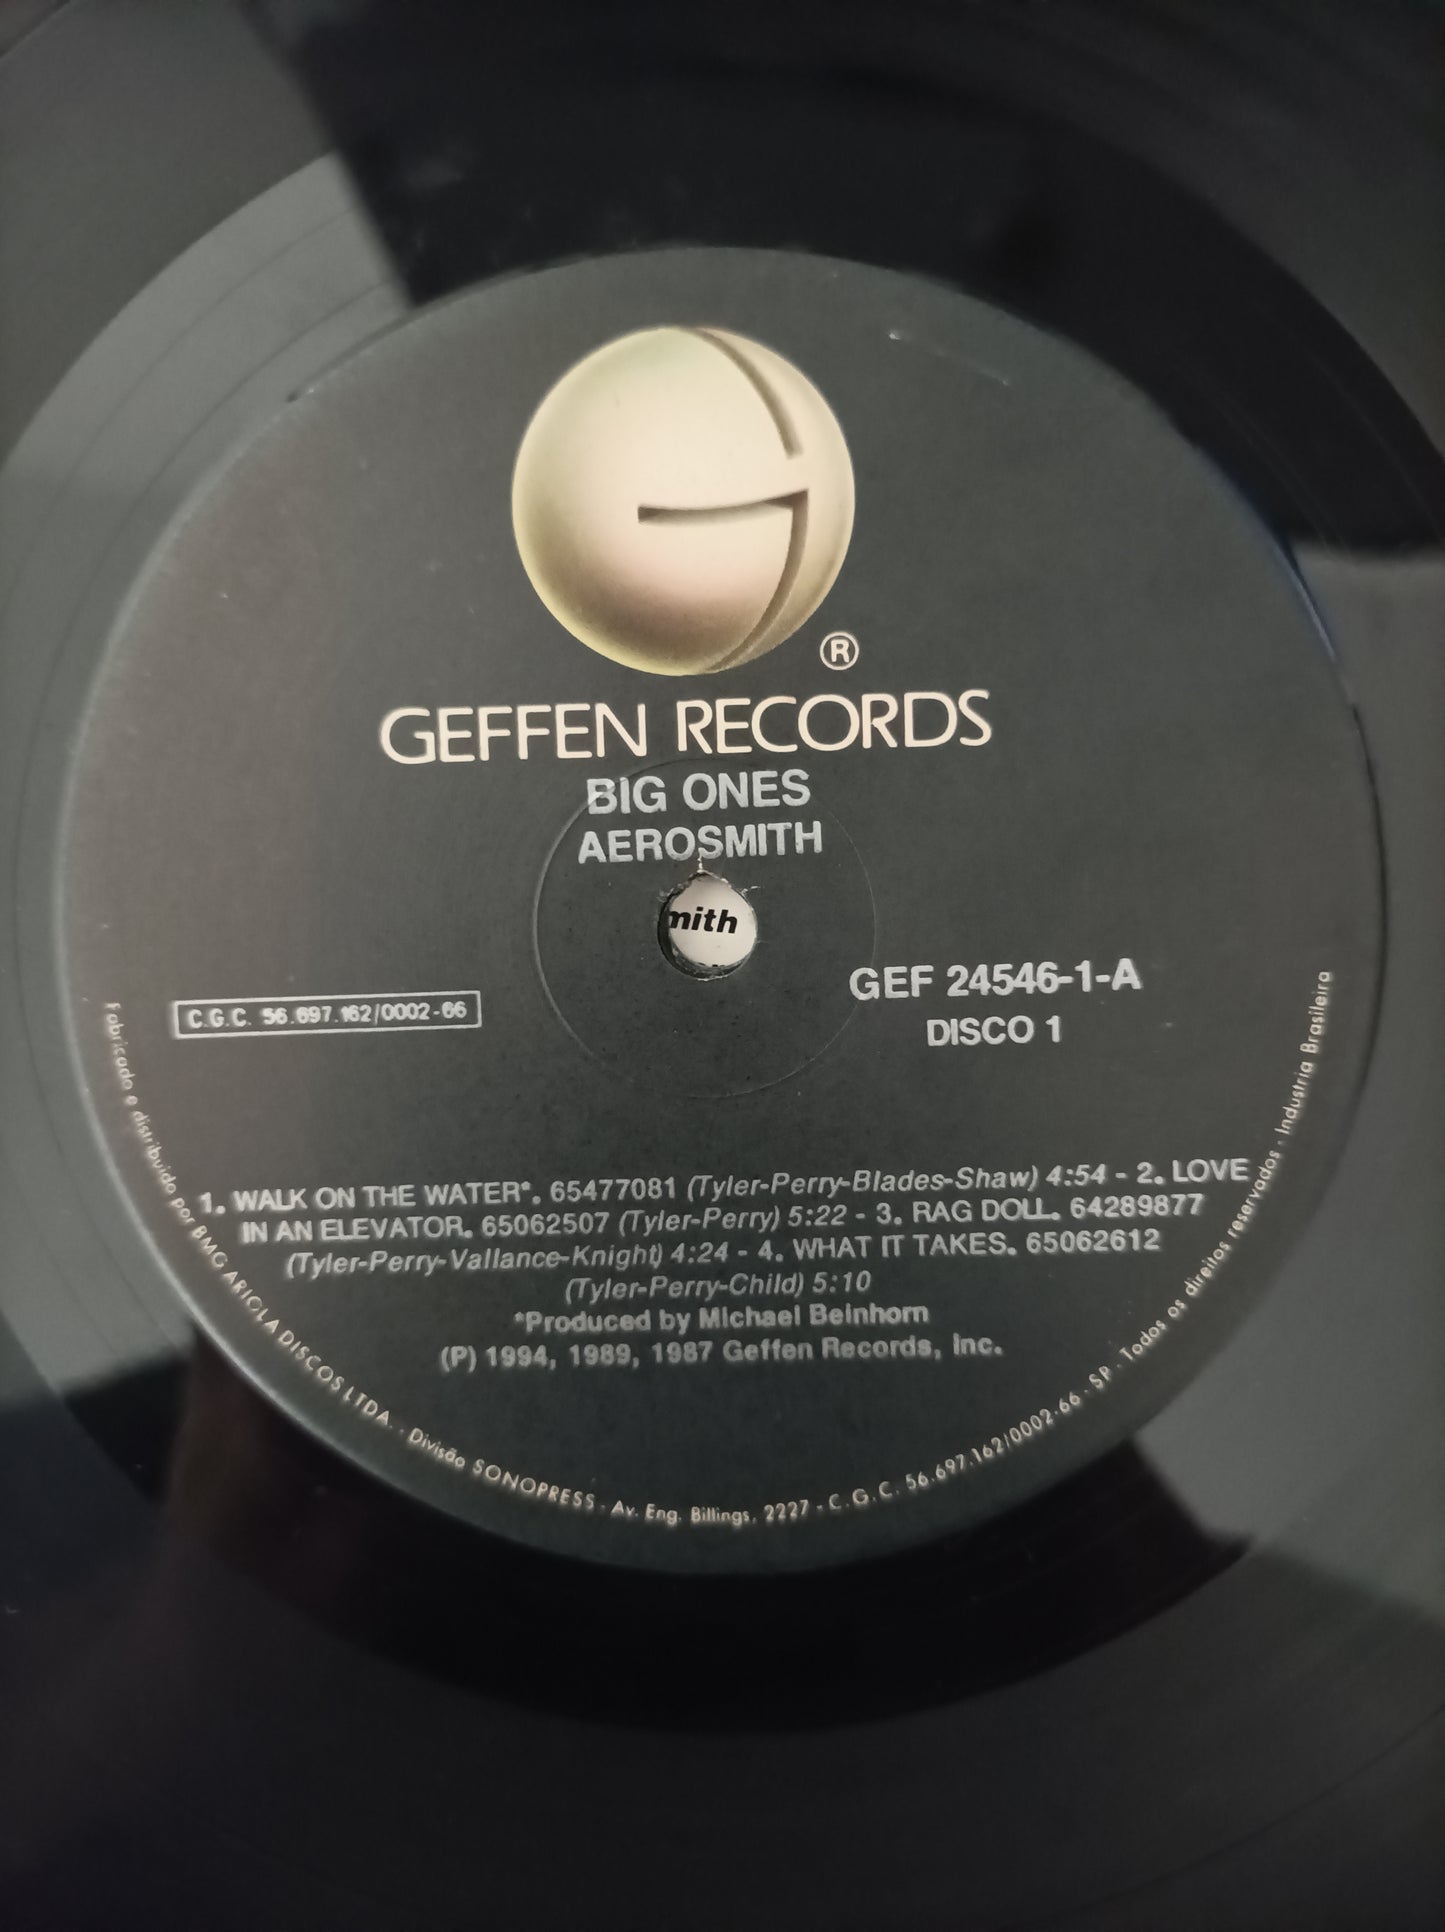 ®
GEFFEN RECORDS
BIG ONES
AEROSMITH
mith
C.G.C. 56.697.162/0002-66
GEF 24546-1-A
DISCO 1
1. WALK ON THE WATER*. 65477081 (Tyler-Perry-Blades-Shaw) 4:54 - 2. LOVE
IN AN ELEVATOR. 65062507 (Tyler-Perry) 5:22 - 3. RAG DOLL. 64289877
(Tyler-Perry-Vallance-Knight) 4:24 - 4. WHAT IT TAKES. 65062612
(Tyler-Perry-Child) 5:10
*Produced by Michael Beinhorn
(P) 1994, 1989, 1987 Geffen Records, Inc.
Fabricado e distribuido por BMG ARIOLA DISCOS LTDA. - Divisão SONOPRESS - Av. Eng. Billings, 2227 - C.G.C. 56.697.162/0002-66 - SP - Todos os direitos reservados - Industria Brasileira